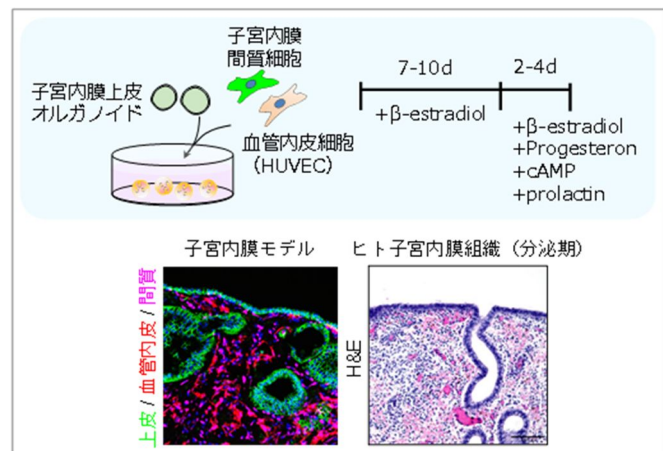 子宮内膜
間質細胞
子宮内膜上皮
オルガノイド
血管内皮細胞
(HUVEC)
7-10d
2-4d
+β-estradiol
+β-estradiol
+Progesteron
+cAMP
+prolactin
子宮内膜モデル
ヒト子宮内膜組織 (分泌期)
上皮 / 血管内皮 / 間質
H&E